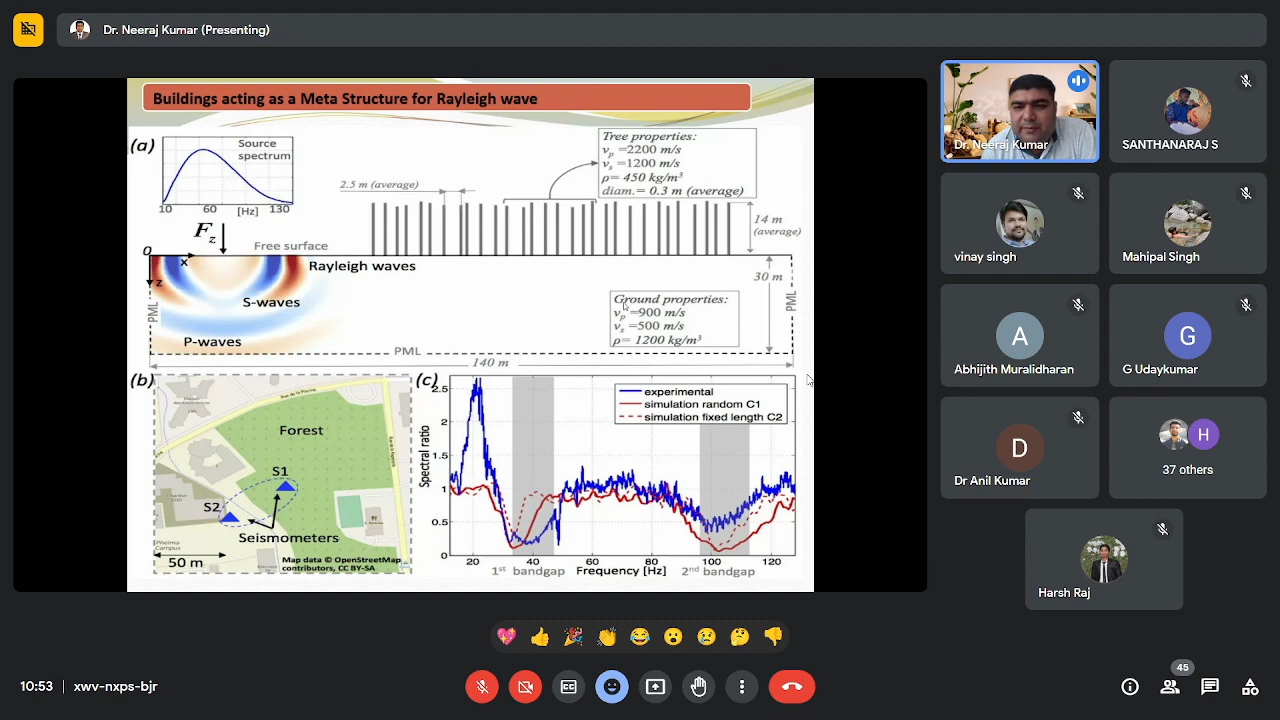 Dr. Neeraj Kumar (Presenting)
Buildings acting as a Meta Structure for Rayleigh wave
(a)
Source
spectrum
10 60 [Hz] 130
2.5 m (average)
Tree properties:
vp =2200 m/s
vs =1200 m/s
ρ= 450 kg/m³
diam.= 0.3 m (average)
14 m
(average)
Fz
Free surface
0
x
z
Rayleigh waves
S-waves
P-waves
PML
30 m
PML
Ground properties:
vp =900 m/s
vs =500 m/s
ρ= 1200 kg/m³
PML
140 m
(b)
Forest
S1
S2
Seismometers
50 m
Map data © OpenStreetMap
contributors, CC BY-SA
(c)
experimental
simulation random C1
simulation fixed length C2
Spectral ratio
2.5
2
1.5
1
0.5
0
20 40 60 80 100 120
1st bandgap Frequency [Hz] 2nd bandgap
Dr. Neeraj Kumar
SANTHANARAJ S
vinay singh
Mahipal Singh
A
Abhijith Muralidharan
G
G Udaykumar
D
Dr Anil Kumar
H
37 others
Harsh Raj
10:53 | xwv-nxps-bjr
45